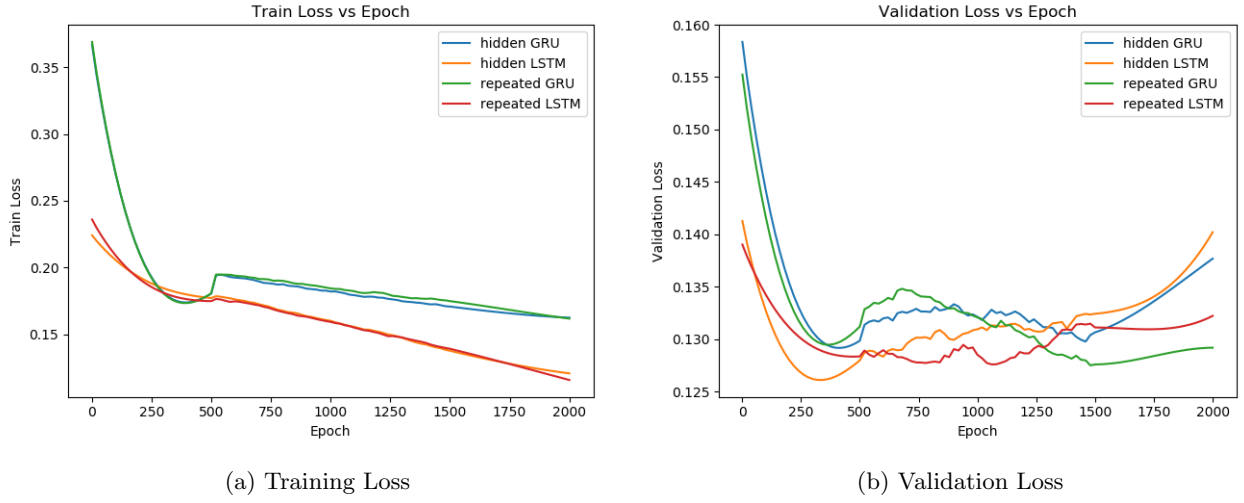 Train Loss vs Epoch
hidden GRU
hidden LSTM
repeated GRU
repeated LSTM
0.35
0.30
0.25
0.20
0.15
Train Loss
0 250 500 750 1000 1250 1500 1750 2000
Epoch
(a) Training Loss
Validation Loss vs Epoch
hidden GRU
hidden LSTM
repeated GRU
repeated LSTM
0.160
0.155
0.150
0.145
0.140
0.135
0.130
0.125
Validation Loss
0 250 500 750 1000 1250 1500 1750 2000
Epoch
(b) Validation Loss